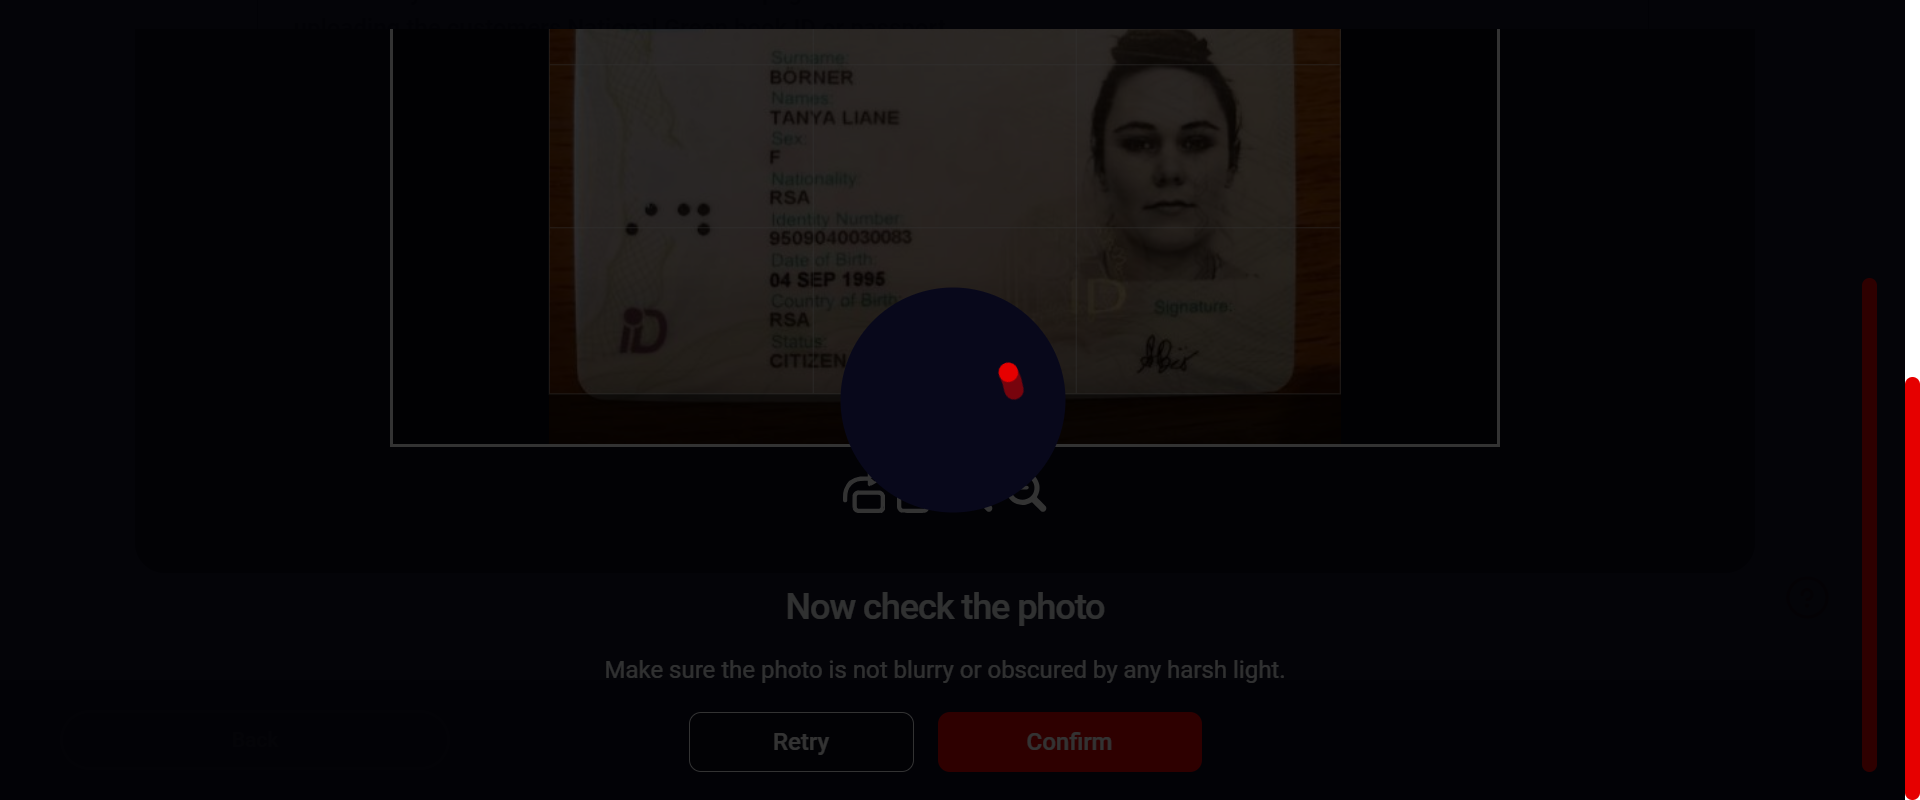 Surname:
BÖRNER
Names:
TANYA LIANE
Sex:
F
Nationality:
RSA
Identity Number:
9509040030083
Date of Birth:
04 SEP 1995
Country of Birth:
RSA
Status:
CITIZEN
iD
Signature:
Now check the photo
Make sure the photo is not blurry or obscured by any harsh light.
Retry
Confirm